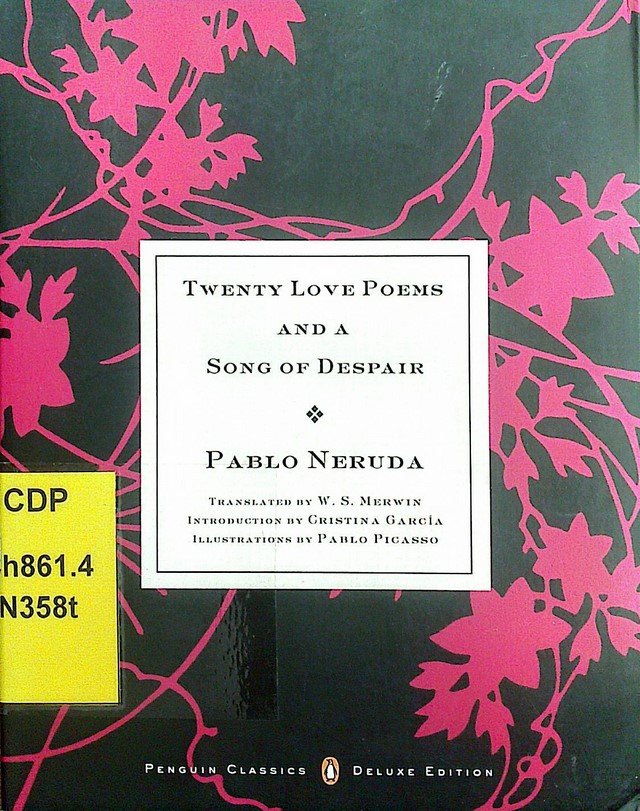 Twenty Love Poems
and a
Song of Despair
Pablo Neruda
Translated by W. S. Merwin
Introduction by Cristina García
Illustrations by Pablo Picasso
CDP
h861.4
N358t
Penguin Classics Deluxe Edition